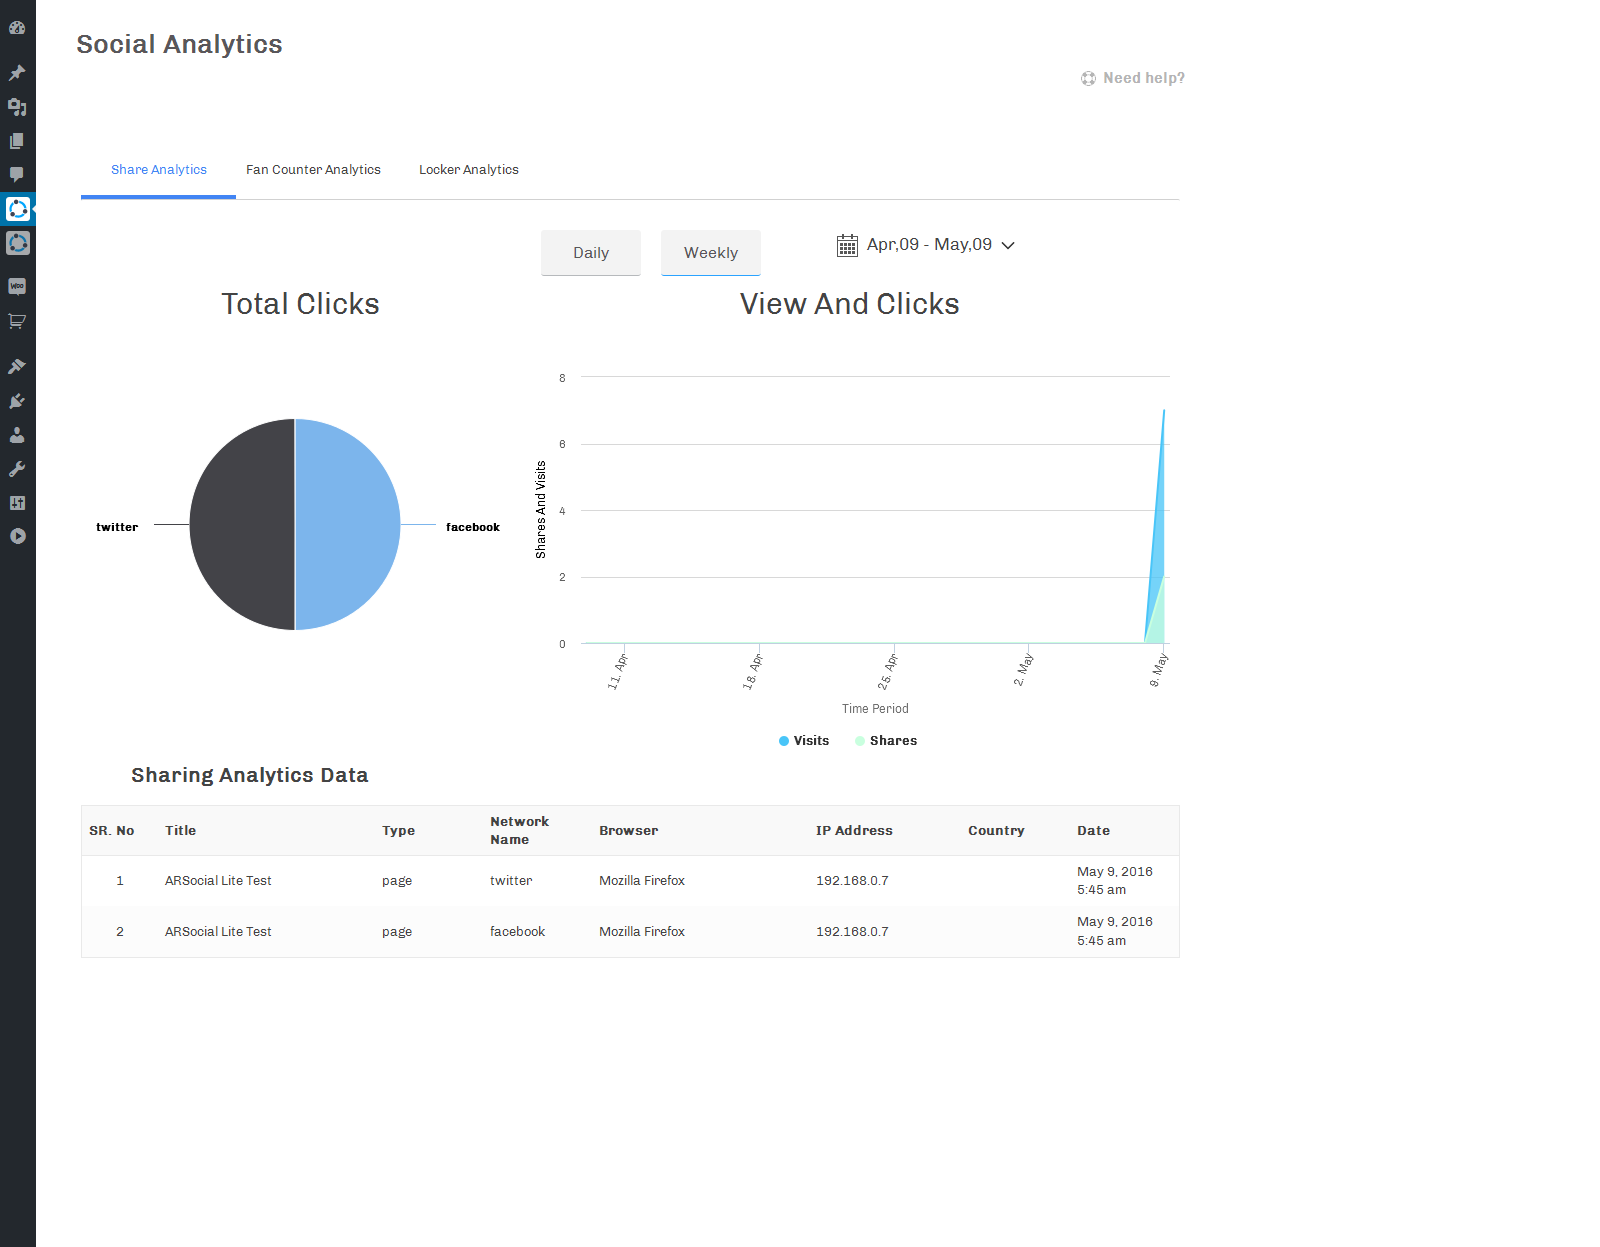 Social Analytics
Need help?
Share Analytics Fan Counter Analytics Locker Analytics
Daily Weekly Apr,09 - May,09
Total Clicks
View And Clicks
twitter
facebook
Shares And Visits
8
6
4
2
0
11. Apr 18. Apr 25. Apr 2. May 9. May
Time Period
Visits Shares
Sharing Analytics Data
SR. No Title Type Network Name Browser IP Address Country Date
1 ARSocial Lite Test page twitter Mozilla Firefox 192.168.0.7 May 9, 2016 5:45 am
2 ARSocial Lite Test page facebook Mozilla Firefox 192.168.0.7 May 9, 2016 5:45 am
Woo